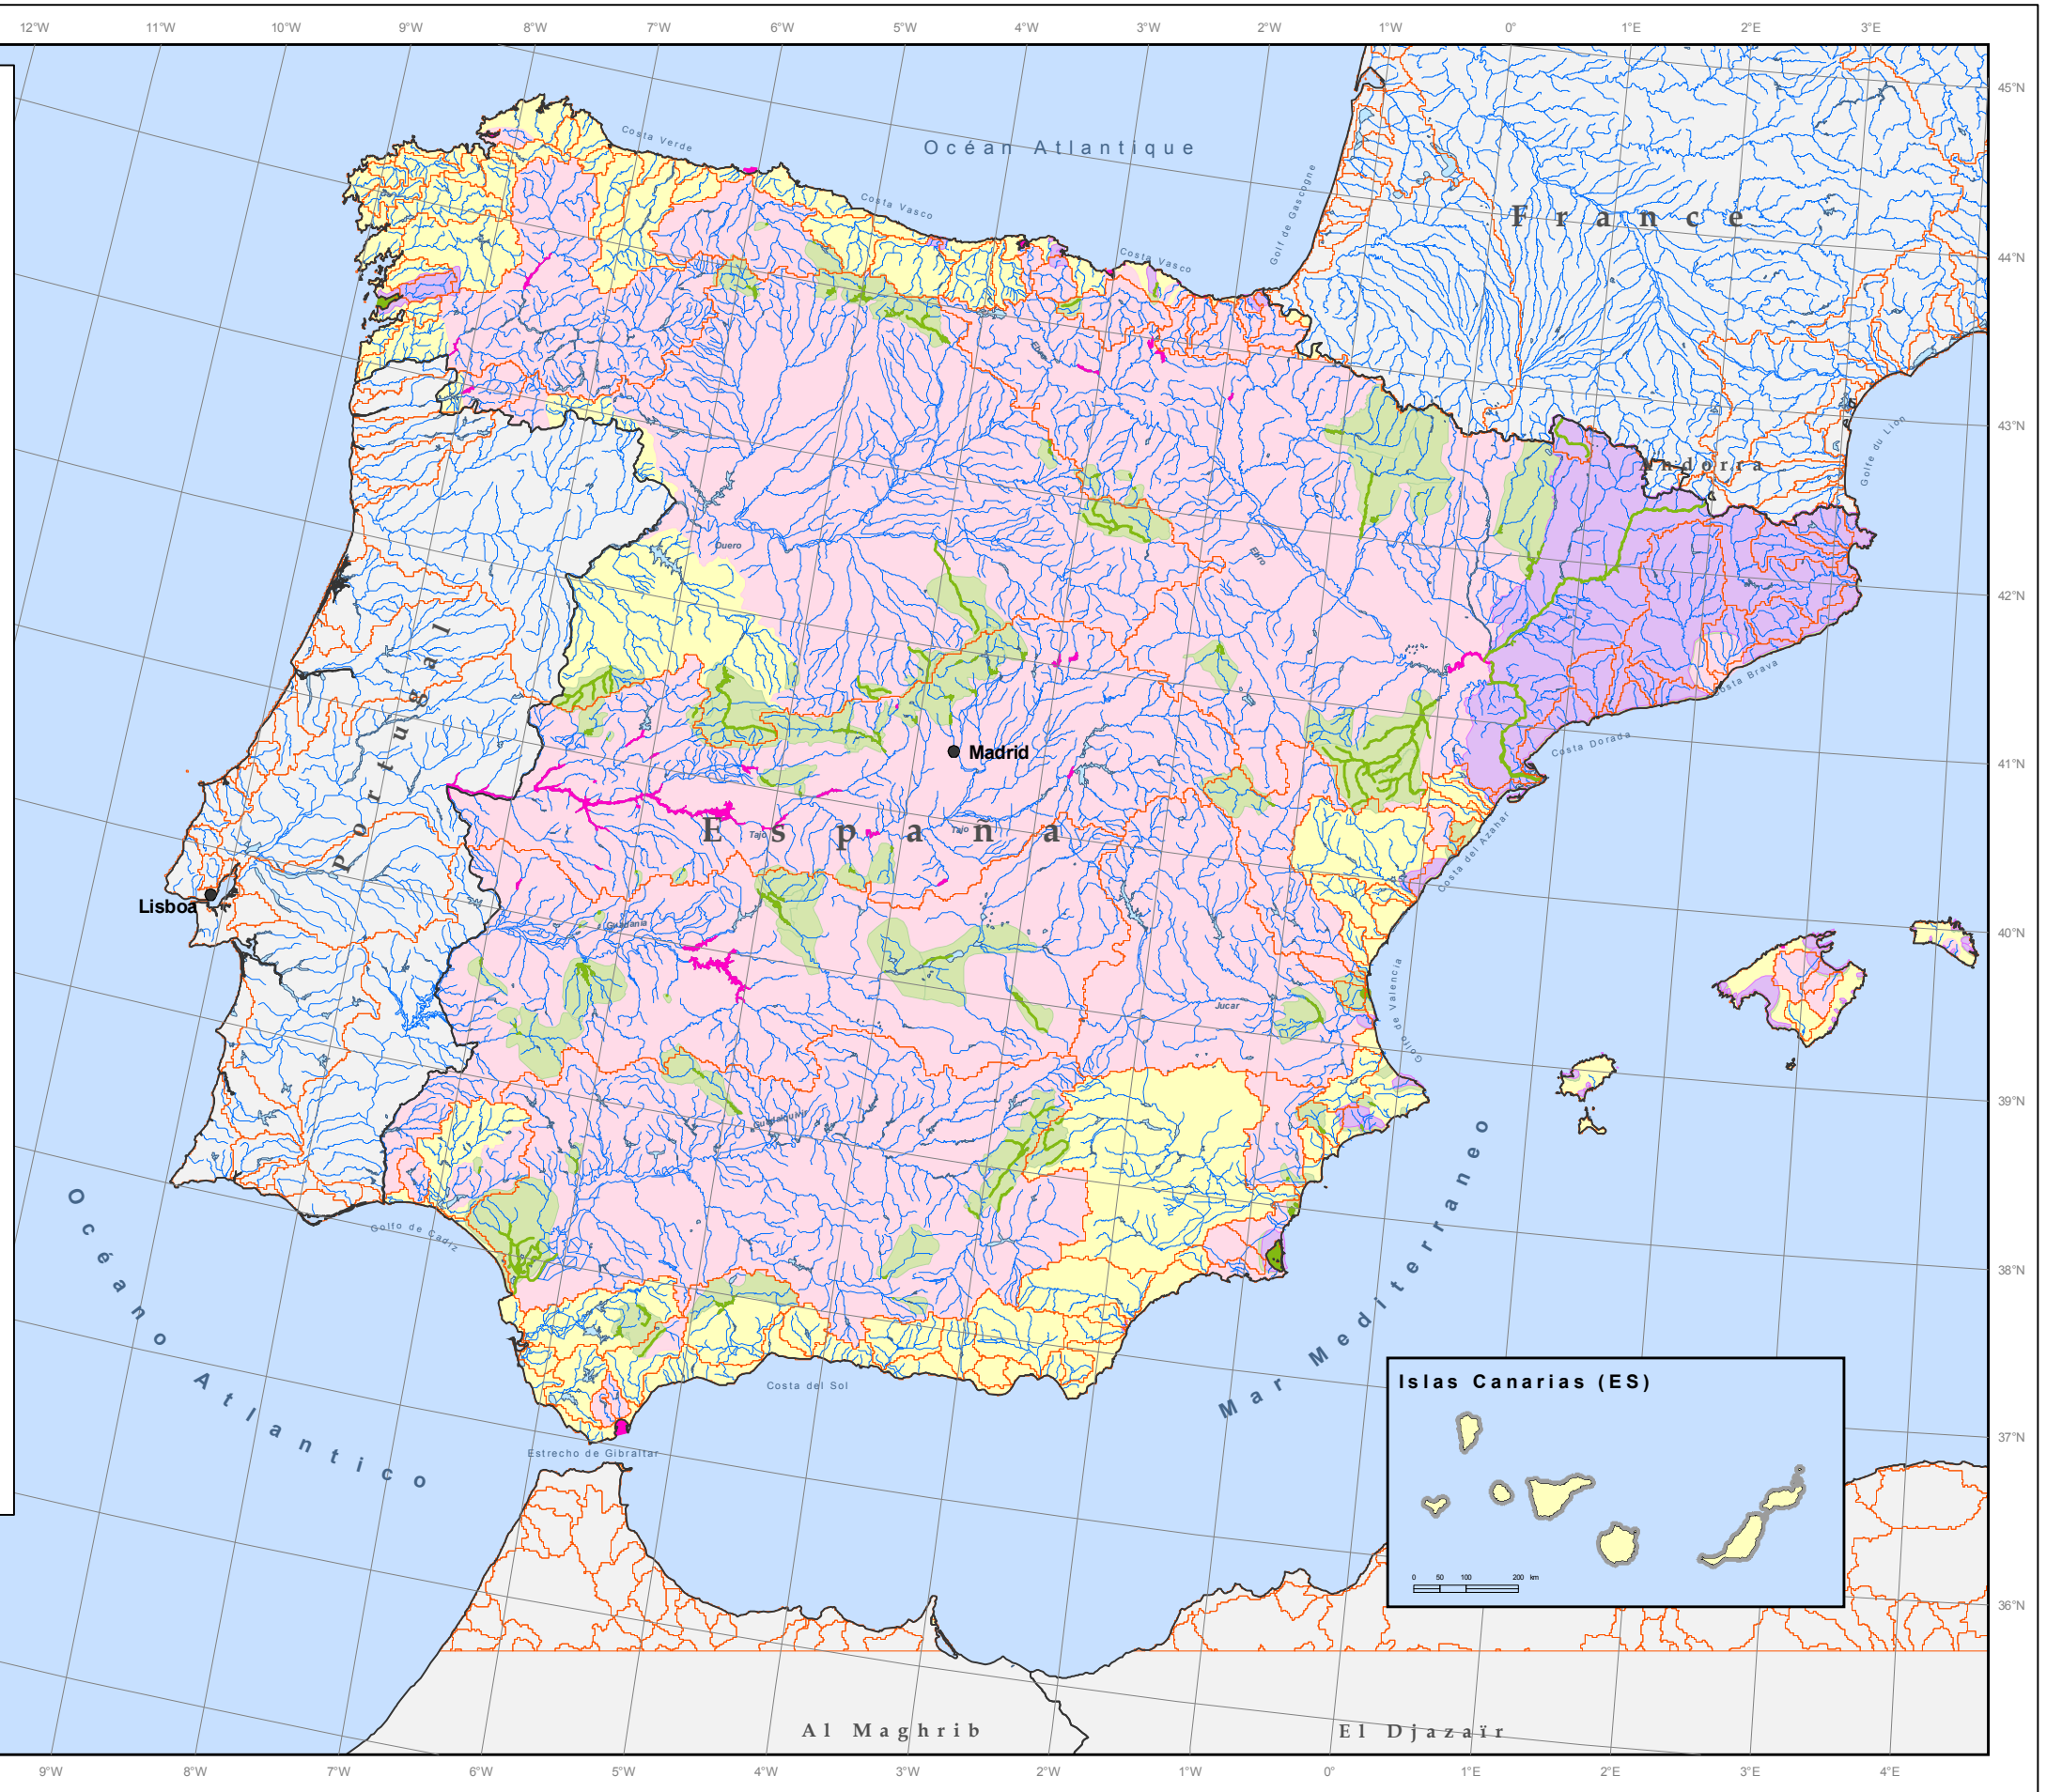 12°W 11°W 10°W 9°W 8°W 7°W 6°W 5°W 4°W 3°W 2°W 1°W 0° 1°E 2°E 3°E
45°N
Costa Verde
Océan Atlantique
Costa Vasco
Golf de Gascogne
France
Costa Vasco
44°N
Ebro
43°N
Golfe du Lion
Andorra
Duero
Ebro
42°N
Portugal
Costa Brava
Madrid
Costa Dorada
41°N
España
Tajo
Tajo
Costa del Azahar
Lisboa
Guadiania
40°N
Golfo de Valencia
Jucar
39°N
Guadalquivir
Océano Atlantico
Golfo de Cadiz
Mar Mediterraneo
38°N
Costa del Sol
Islas Canarias (ES)
37°N
Estrecho de Gibraltar
0 50 100 200 km
36°N
Al Maghrib
El Djazaïr
9°W 8°W 7°W 6°W 5°W 4°W 3°W 2°W 1°W 0° 1°E 2°E 3°E 4°E